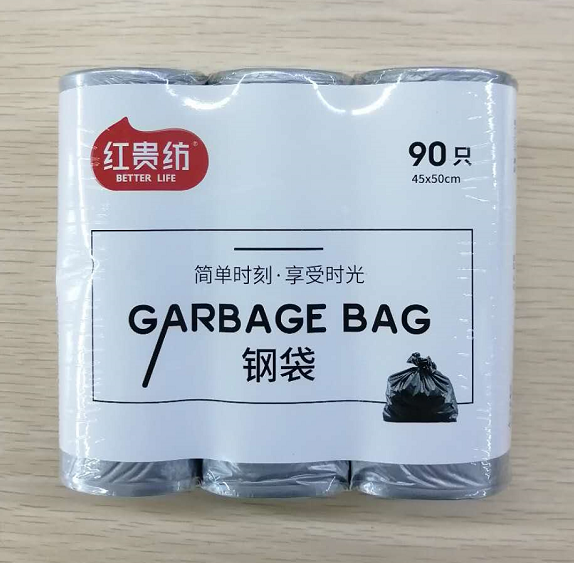 红贵纺®
BETTER LIFE
90只
45x50cm
简单时刻·享受时光
GARBAGE BAG
钢袋